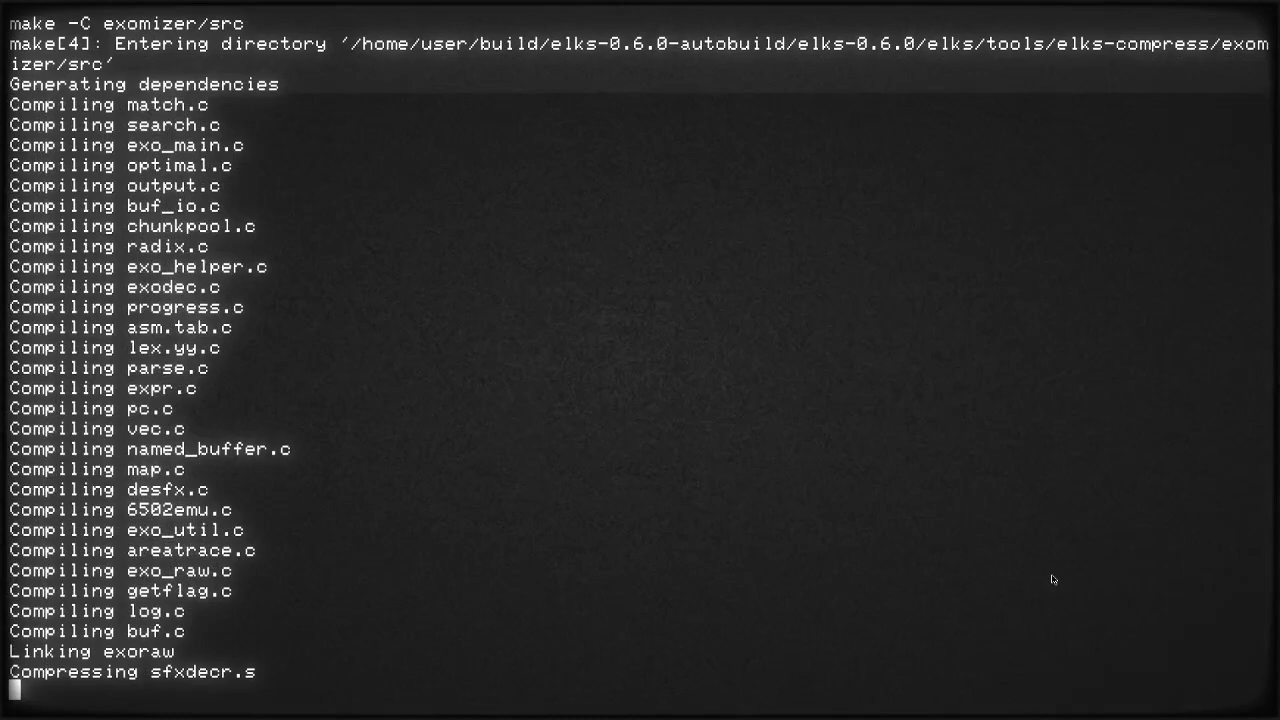 make -C exomizer/src
make[4]: Entering directory '/home/user/build/elks-0.6.0-autobuild/elks-0.6.0/elks/tools/elks-compress/exom
izer/src'
Generating dependencies
Compiling match.c
Compiling search.c
Compiling exo_main.c
Compiling optimal.c
Compiling output.c
Compiling buf_io.c
Compiling chunkpool.c
Compiling radix.c
Compiling exo_helper.c
Compiling exodec.c
Compiling progress.c
Compiling asm.tab.c
Compiling lex.yy.c
Compiling parse.c
Compiling expr.c
Compiling pc.c
Compiling vec.c
Compiling named_buffer.c
Compiling map.c
Compiling desfx.c
Compiling 6502emu.c
Compiling exo_util.c
Compiling areatrace.c
Compiling exo_raw.c
Compiling getflag.c
Compiling log.c
Compiling buf.c
Linking exoraw
Compressing sfxdecr.s